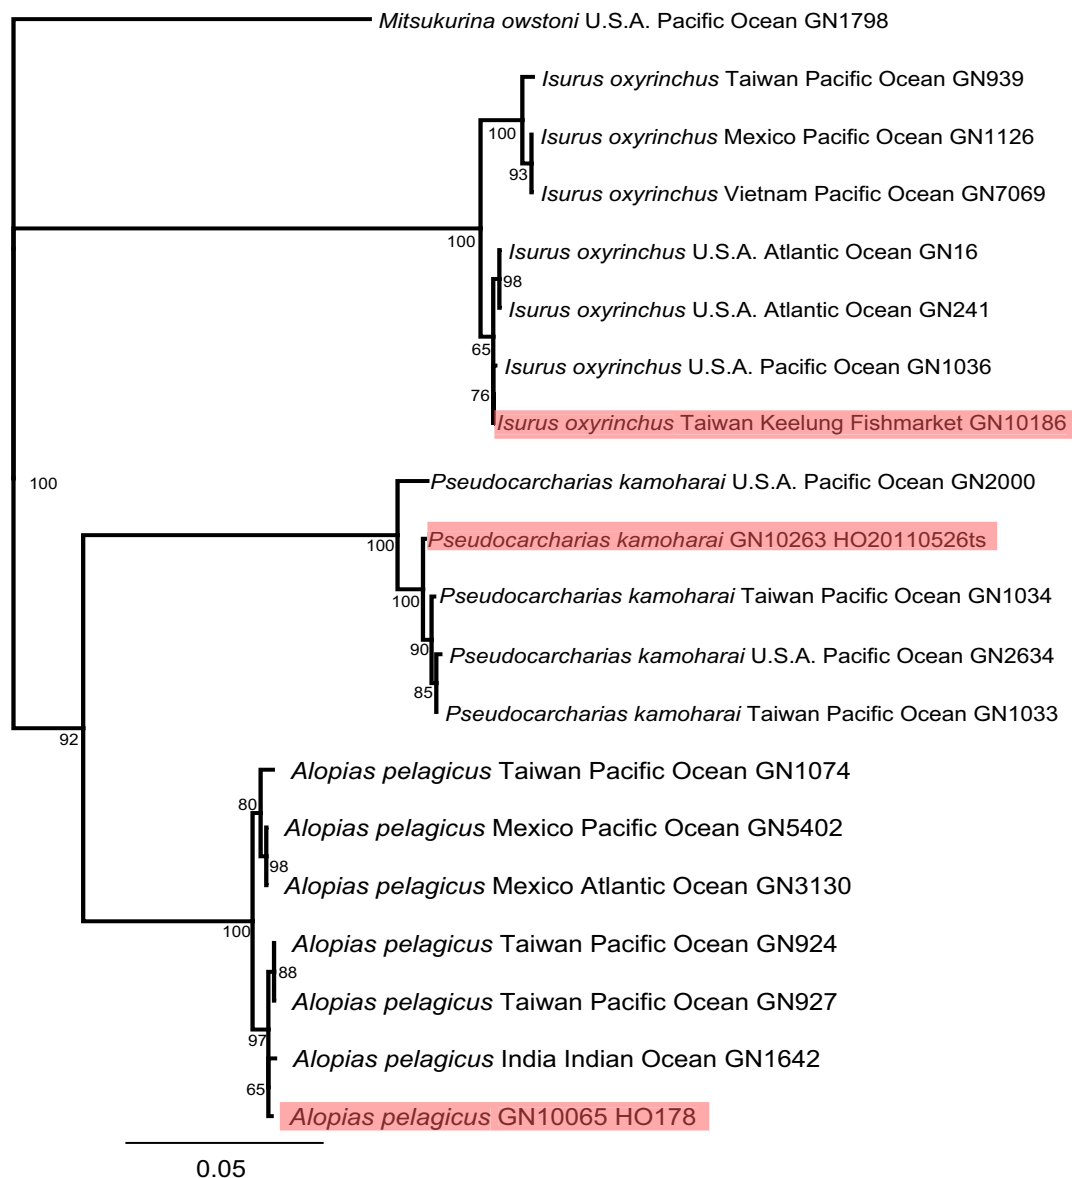 Mitsukurina owstoni U.S.A. Pacific Ocean GN1798
Isurus oxyrinchus Taiwan Pacific Ocean GN939
100
Isurus oxyrinchus Mexico Pacific Ocean GN1126
93
Isurus oxyrinchus Vietnam Pacific Ocean GN7069
100
Isurus oxyrinchus U.S.A. Atlantic Ocean GN16
98
Isurus oxyrinchus U.S.A. Atlantic Ocean GN241
65
Isurus oxyrinchus U.S.A. Pacific Ocean GN1036
76
Isurus oxyrinchus Taiwan Keelung Fishmarket GN10186
100
Pseudocarcharias kamoharai U.S.A. Pacific Ocean GN2000
100
Pseudocarcharias kamoharai GN10263 HO20110526ts
100
Pseudocarcharias kamoharai Taiwan Pacific Ocean GN1034
90
Pseudocarcharias kamoharai U.S.A. Pacific Ocean GN2634
85
Pseudocarcharias kamoharai Taiwan Pacific Ocean GN1033
92
Alopias pelagicus Taiwan Pacific Ocean GN1074
80
Alopias pelagicus Mexico Pacific Ocean GN5402
98
Alopias pelagicus Mexico Atlantic Ocean GN3130
100
Alopias pelagicus Taiwan Pacific Ocean GN924
88
Alopias pelagicus Taiwan Pacific Ocean GN927
97
Alopias pelagicus India Indian Ocean GN1642
65
Alopias pelagicus GN10065 HO178
0.05